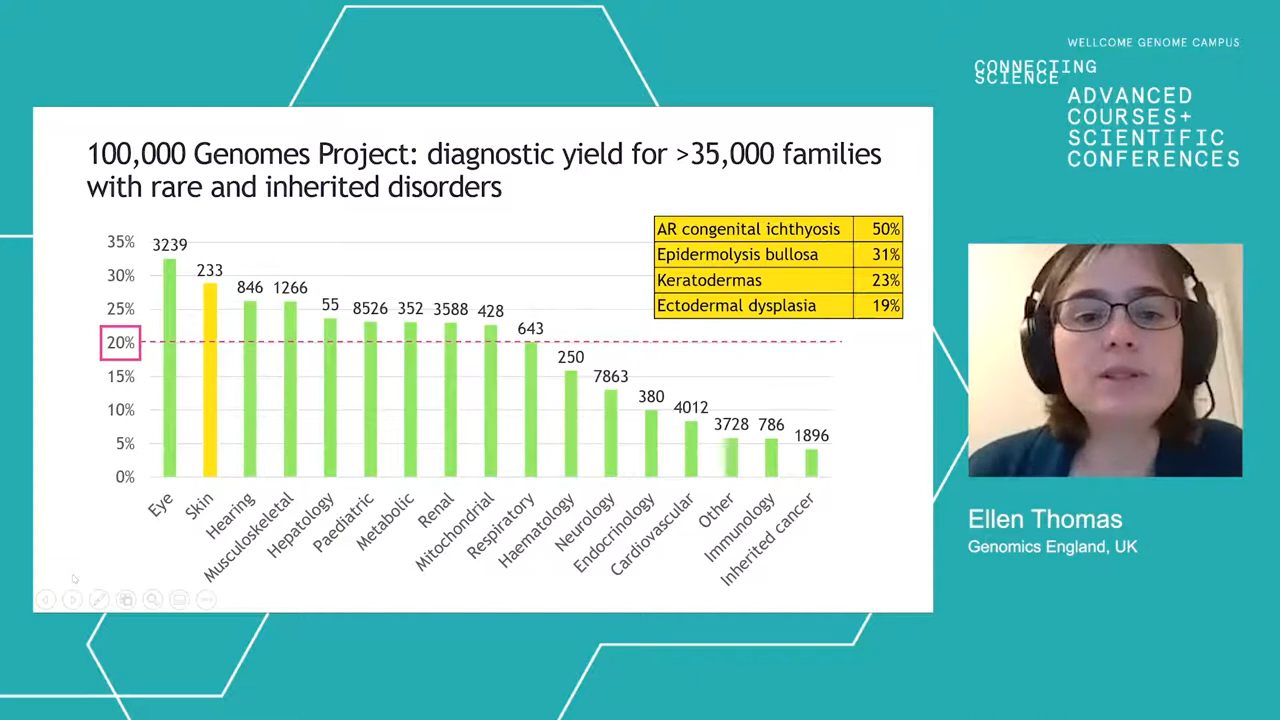 WELLCOME GENOME CAMPUS
CONNECTING
SCIENCE
ADVANCED
COURSES+
SCIENTIFIC
CONFERENCES
100,000 Genomes Project: diagnostic yield for >35,000 families
with rare and inherited disorders
AR congenital ichthyosis 50%
Epidermolysis bullosa 31%
Keratodermas 23%
Ectodermal dysplasia 19%
35%
30%
25%
20%
15%
10%
5%
0%
3239
233
846
1266
55
8526
352
3588
428
643
250
7863
380
4012
3728
786
1896
Eye
Skin
Hearing
Musculoskeletal
Hepatology
Paediatric
Metabolic
Renal
Mitochondrial
Respiratory
Haematology
Neurology
Endocrinology
Cardiovascular
Other
Immunology
Inherited cancer
Ellen Thomas
Genomics England, UK